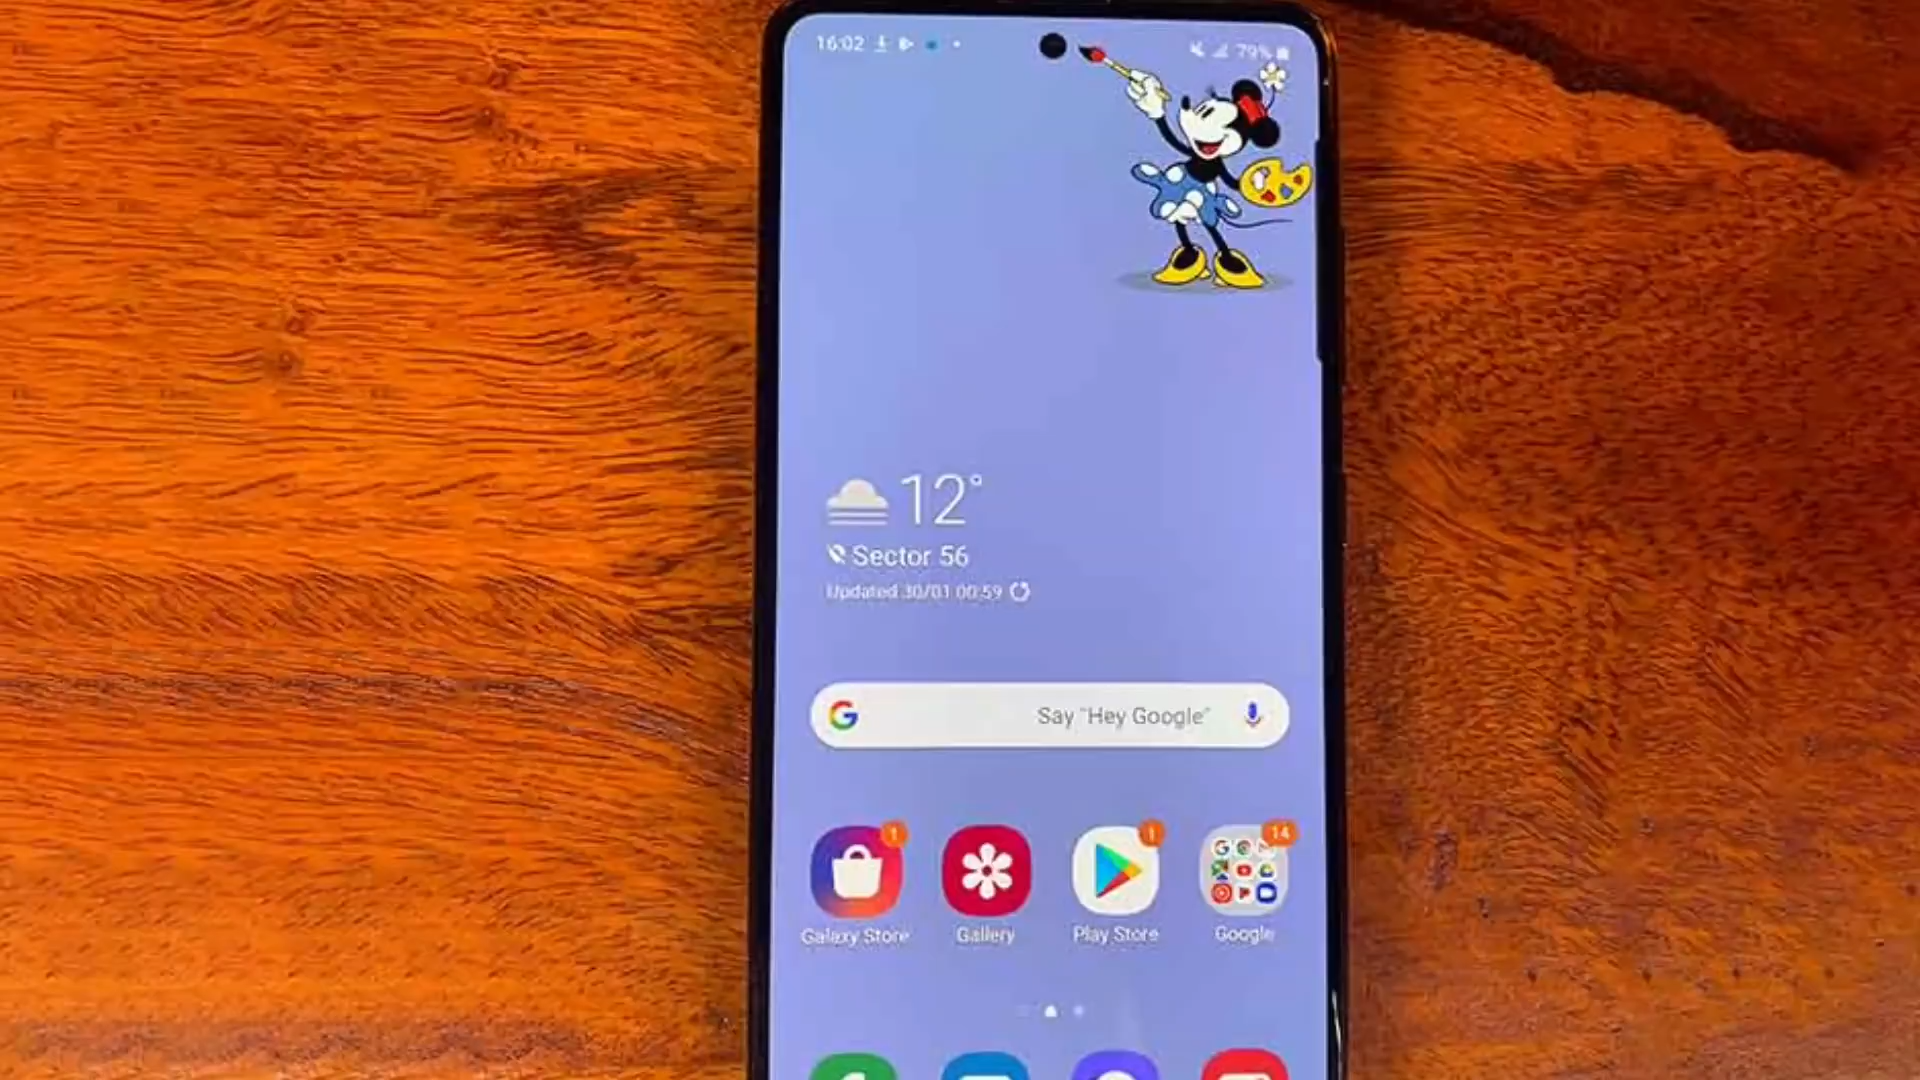 16:02
79%
12°
Sector 56
Updated 30/01 00:59
G Say "Hey Google"
1 1 14
Galaxy Store Gallery Play Store Google